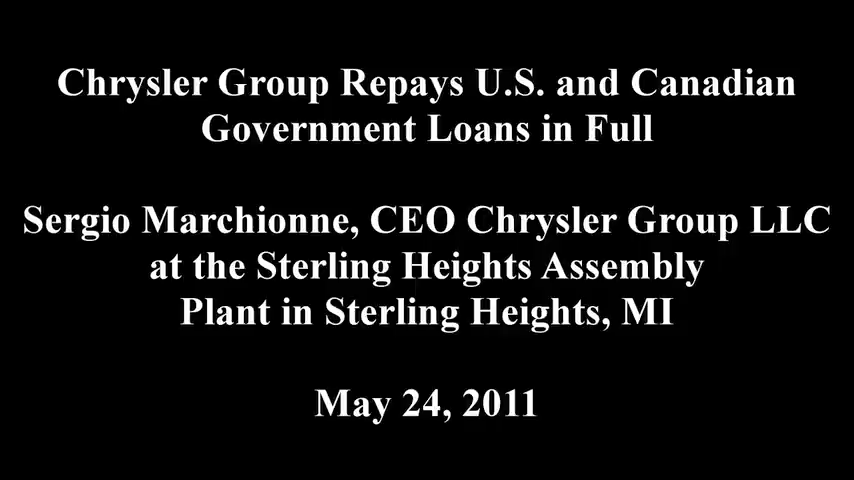 Chrysler Group Repays U.S. and Canadian
Government Loans in Full
Sergio Marchionne, CEO Chrysler Group LLC
at the Sterling Heights Assembly
Plant in Sterling Heights, MI
May 24, 2011